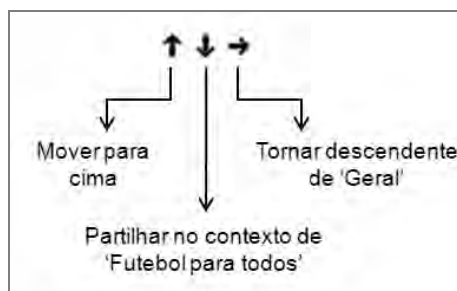 Mover para
cima
Tornar descendente
de ‘Geral’
Partilhar no contexto de
‘Futebol para todos’